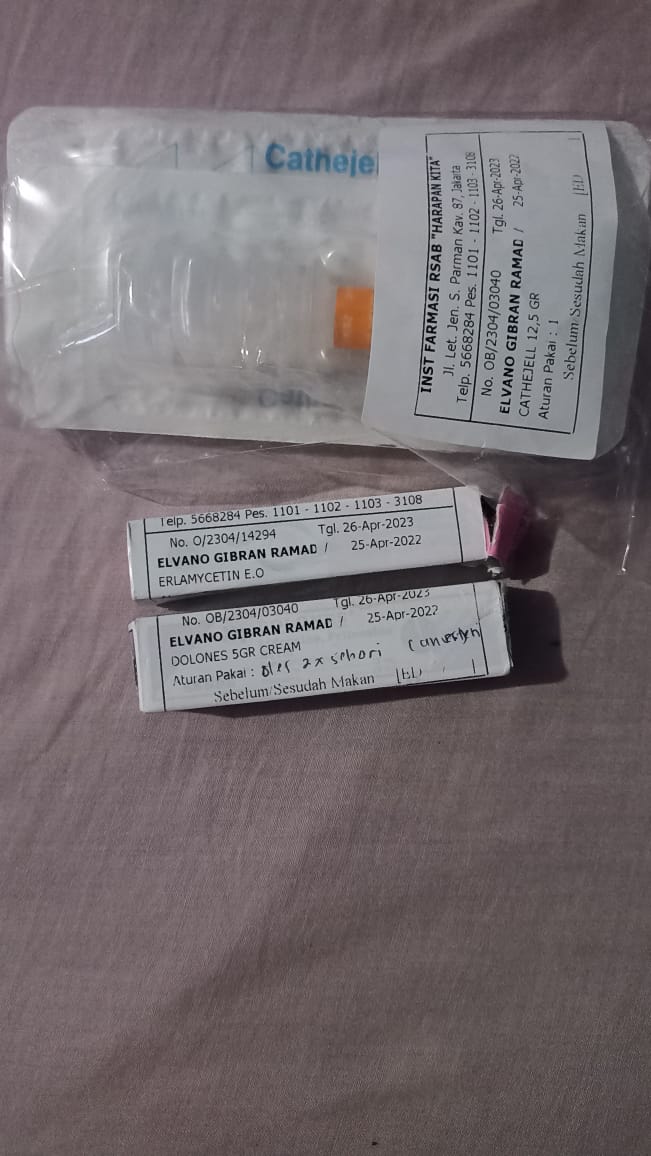 Catheje
INST FARMASI RSAB "HARAPAN KITA"
Jl. Let. Jen. S. Parman Kav. 87, Jakarta
Telp. 5668284 Pes. 1101 - 1102 - 1103 - 3108
No. OB/2304/03040 Tgl. 26-Apr-2023
ELVANO GIBRAN RAMAD / 25-Apr-2022
CATHEJELL 12,5 GR
Aturan Pakai : 1
Sebelum/Sesudah Makan [ED ]
Telp. 5668284 Pes. 1101 - 1102 - 1103 - 3108
No. O/2304/14294 Tgl. 26-Apr-2023
ELVANO GIBRAN RAMAD / 25-Apr-2022
ERLAMYCETIN E.O
No. OB/2304/03040 Tgl. 26-Apr-2023
ELVANO GIBRAN RAMAD / 25-Apr-2022
DOLONES 5GR CREAM
Aturan Pakai : oles 2x sehari
Sebelum/Sesudah Makan [ED ]